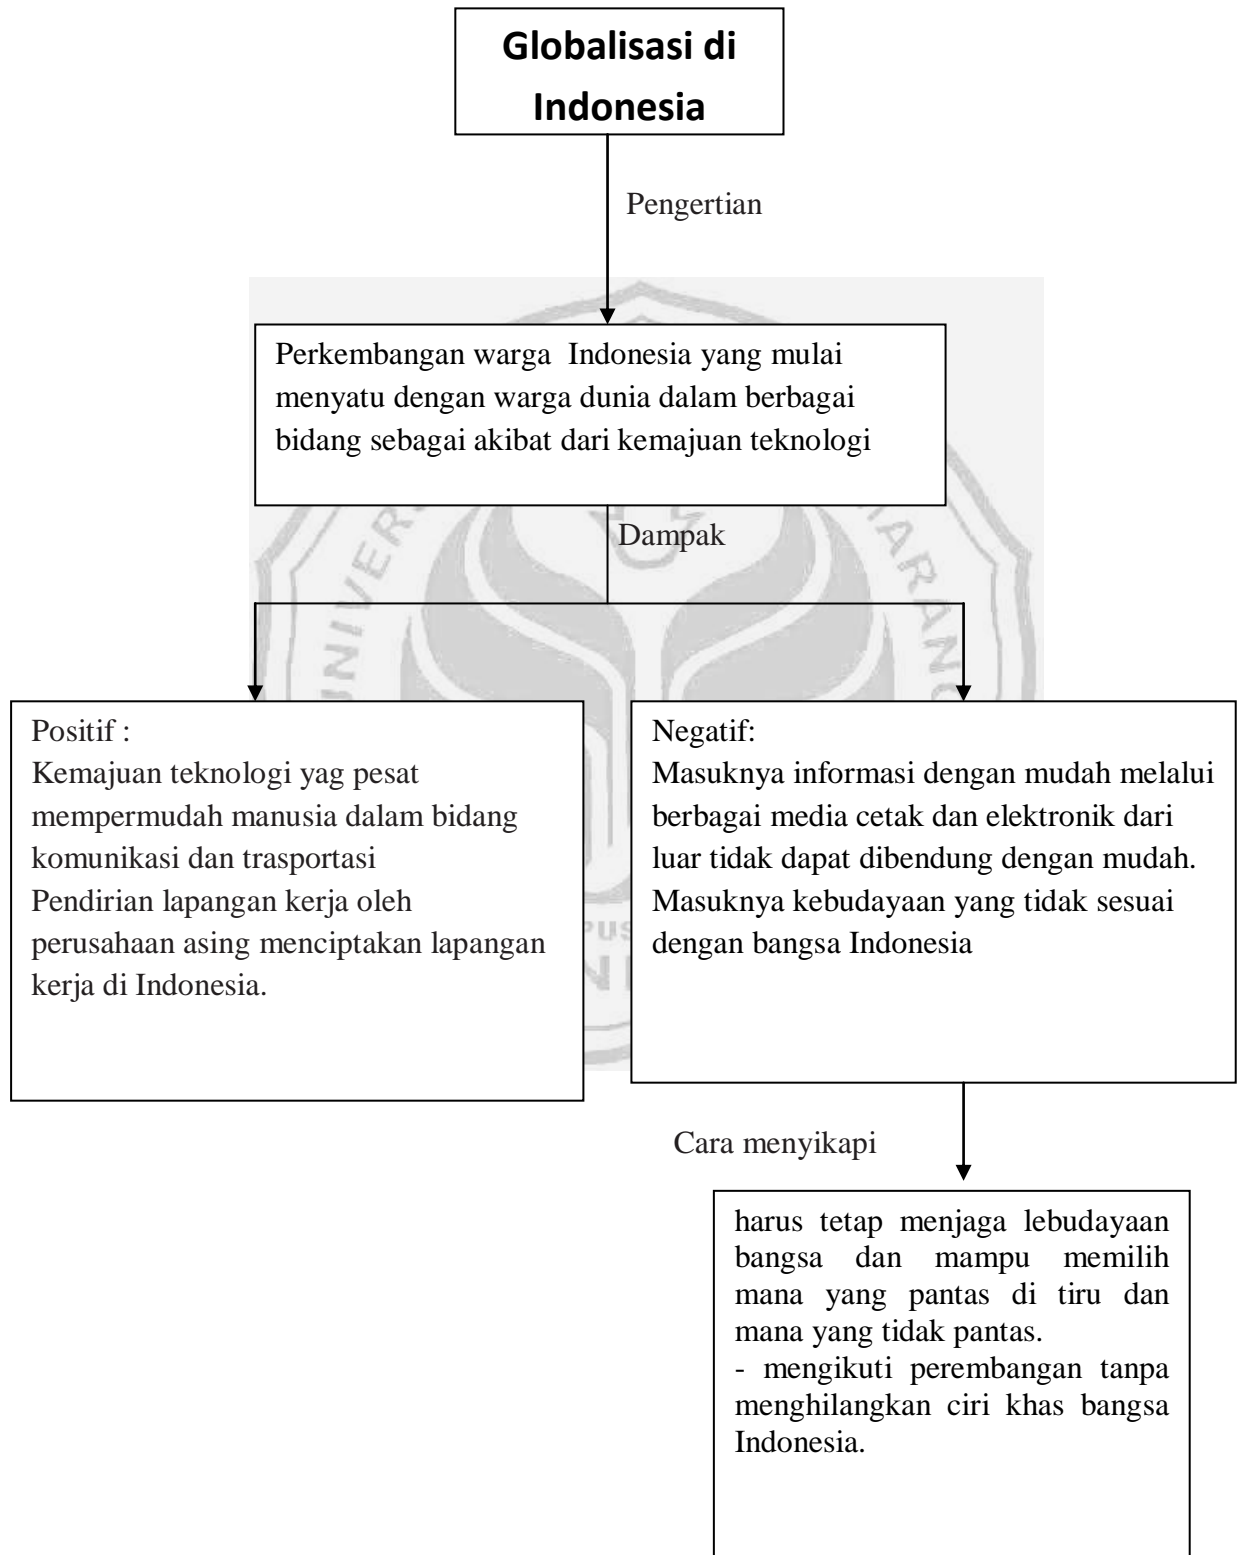 Globalisasi di
Indonesia
Pengertian
Perkembangan warga Indonesia yang mulai
menyatu dengan warga dunia dalam berbagai
bidang sebagai akibat dari kemajuan teknologi
Dampak
Positif :
Kemajuan teknologi yag pesat
mempermudah manusia dalam bidang
komunikasi dan trasportasi
Pendirian lapangan kerja oleh
perusahaan asing menciptakan lapangan
kerja di Indonesia.
Negatif:
Masuknya informasi dengan mudah melalui
berbagai media cetak dan elektronik dari
luar tidak dapat dibendung dengan mudah.
Masuknya kebudayaan yang tidak sesuai
dengan bangsa Indonesia
Cara menyikapi
harus tetap menjaga lebudayaan
bangsa dan mampu memilih
mana yang pantas di tiru dan
mana yang tidak pantas.
- mengikuti perembangan tanpa
menghilangkan ciri khas bangsa
Indonesia.